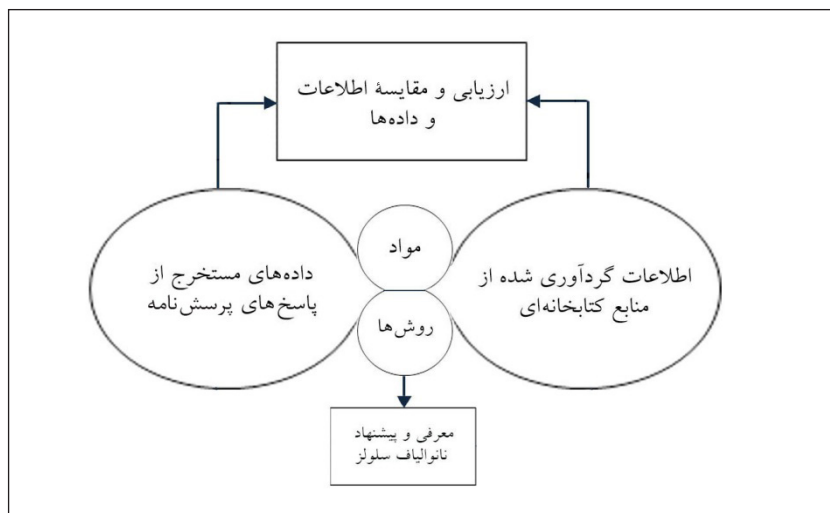 ارزیابی و مقایسهٔ اطلاعات
و داده‌ها
مواد
اطلاعات گردآوری شده از
منابع کتابخانه‌ای
داده‌های مستخرج از
پاسخ‌های پرسش‌نامه
روش‌ها
معرفی و پیشنهاد
نانوالیاف سلولز